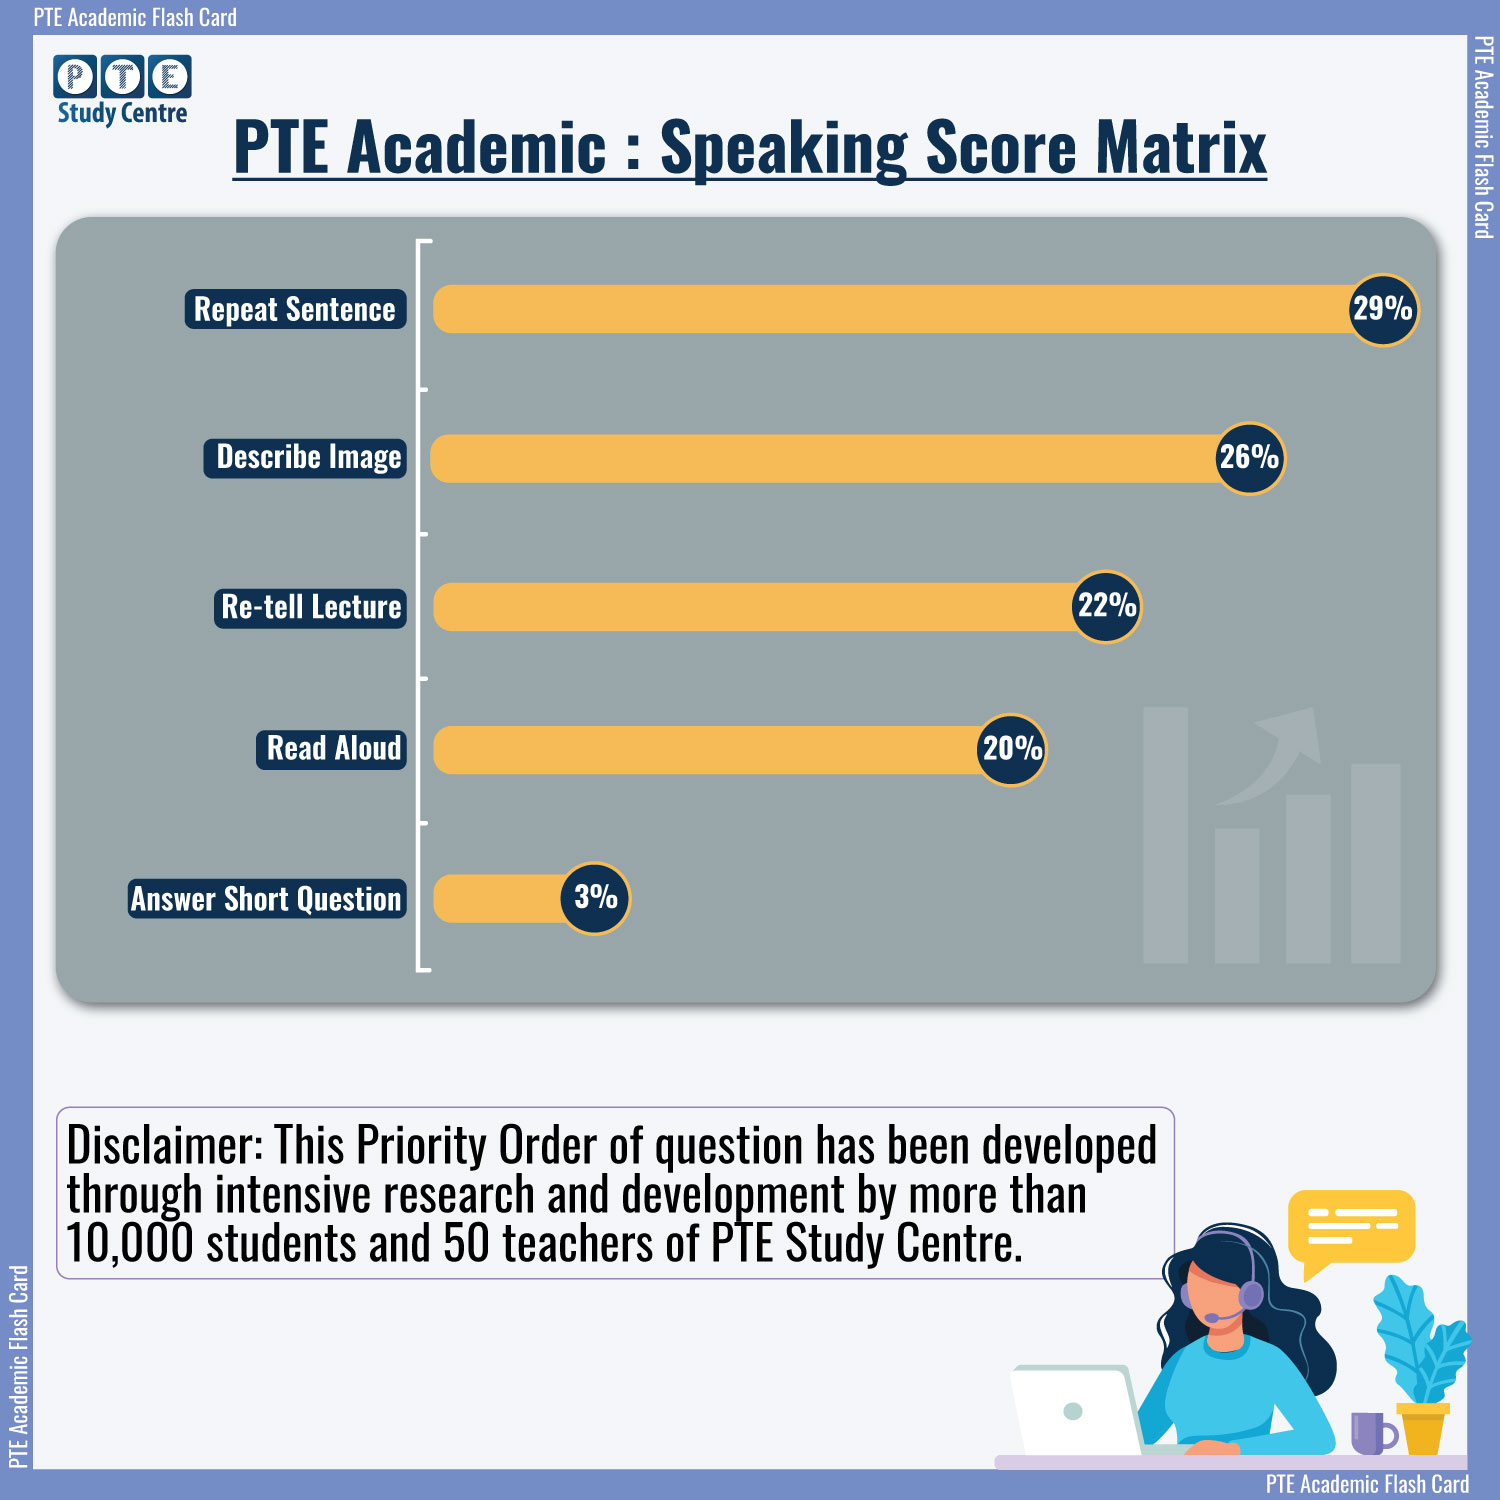 PTE Academic Flash Card
PTE Academic Flash Card
PTE
Study Centre
PTE Academic : Speaking Score Matrix
Repeat Sentence
29%
Describe Image
26%
Re-tell Lecture
22%
Read Aloud
20%
Answer Short Question
3%
Disclaimer: This Priority Order of question has been developed
through intensive research and development by more than
10,000 students and 50 teachers of PTE Study Centre.
PTE Academic Flash Card
PTE Academic Flash Card